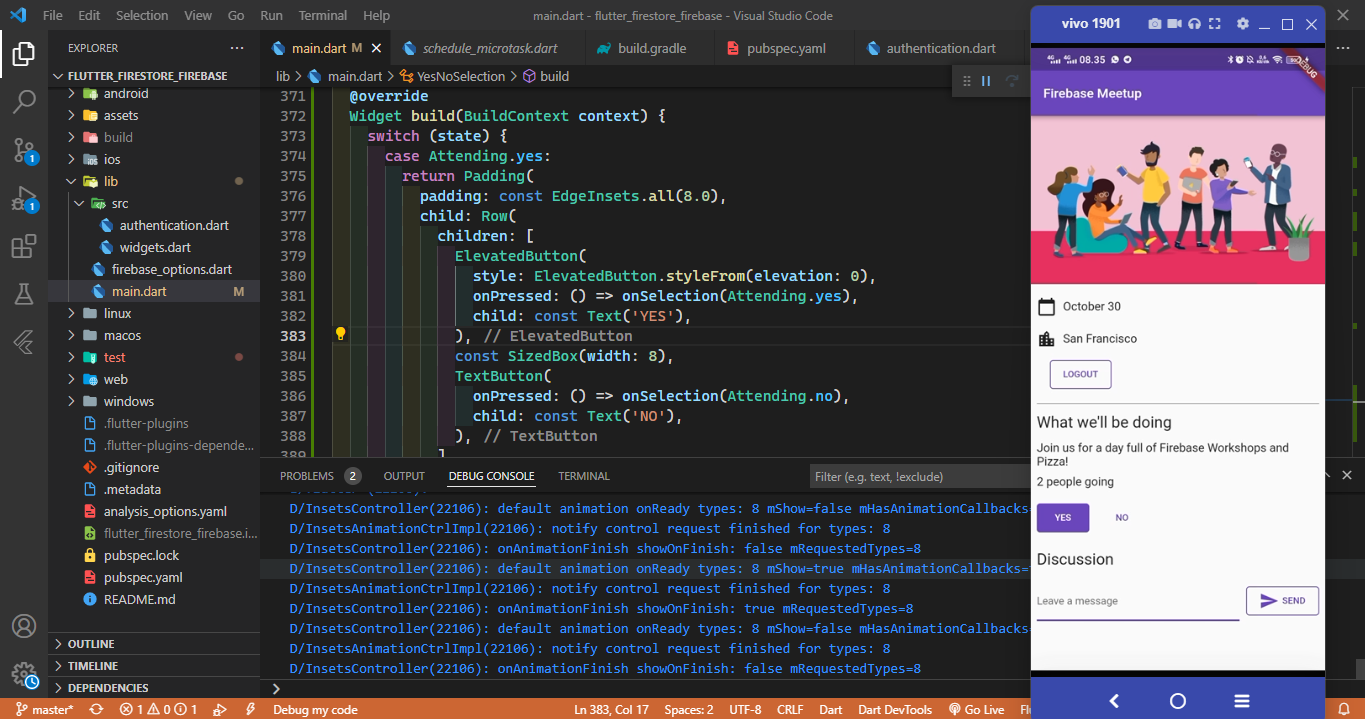 File Edit Selection View Go Run Terminal Help
main.dart - flutter_firestore_firebase - Visual Studio Code
EXPLORER
FLUTTER_FIRESTORE_FIREBASE
android
assets
build
ios
lib
src
authentication.dart
widgets.dart
firebase_options.dart
main.dart M
linux
macos
test
web
windows
.flutter-plugins
.flutter-plugins-depende...
.gitignore
.metadata
analysis_options.yaml
flutter_firestore_firebase.i...
pubspec.lock
pubspec.yaml
README.md
OUTLINE
TIMELINE
DEPENDENCIES
1
1
main.dart M schedule_microtask.dart build.gradle pubspec.yaml authentication.dart
lib > main.dart > YesNoSelection > build
371 @override
372 Widget build(BuildContext context) {
373 switch (state) {
374 case Attending.yes:
375 return Padding(
376 padding: const EdgeInsets.all(8.0),
377 child: Row(
378 children: [
379 ElevatedButton(
380 style: ElevatedButton.styleFrom(elevation: 0),
381 onPressed: () => onSelection(Attending.yes),
382 child: const Text('YES'),
383 ), // ElevatedButton
384 const SizedBox(width: 8),
385 TextButton(
386 onPressed: () => onSelection(Attending.no),
387 child: const Text('NO'),
388 ), // TextButton
389 ]
PROBLEMS 2 OUTPUT DEBUG CONSOLE TERMINAL
Filter (e.g. text, !exclude)
D/InsetsController(22106): default animation onReady types: 8 mShow=false mHasAnimationCallbacks=
D/InsetsAnimationCtrlImpl(22106): notify control request finished for types: 8
D/InsetsController(22106): onAnimationFinish showOnFinish: false mRequestedTypes=8
D/InsetsController(22106): default animation onReady types: 8 mShow=true mHasAnimationCallbacks=
D/InsetsAnimationCtrlImpl(22106): notify control request finished for types: 8
D/InsetsController(22106): onAnimationFinish showOnFinish: true mRequestedTypes=8
D/InsetsController(22106): default animation onReady types: 8 mShow=false mHasAnimationCallbacks=
D/InsetsAnimationCtrlImpl(22106): notify control request finished for types: 8
D/InsetsController(22106): onAnimationFinish showOnFinish: false mRequestedTypes=8
master* 1 0 1 Debug my code Ln 383, Col 17 Spaces: 2 UTF-8 CRLF Dart Dart DevTools Go Live Flu
vivo 1901
08.35
DEBUG
Firebase Meetup
October 30
San Francisco
LOGOUT
What we'll be doing
Join us for a day full of Firebase Workshops and
Pizza!
2 people going
YES NO
Discussion
Leave a message SEND